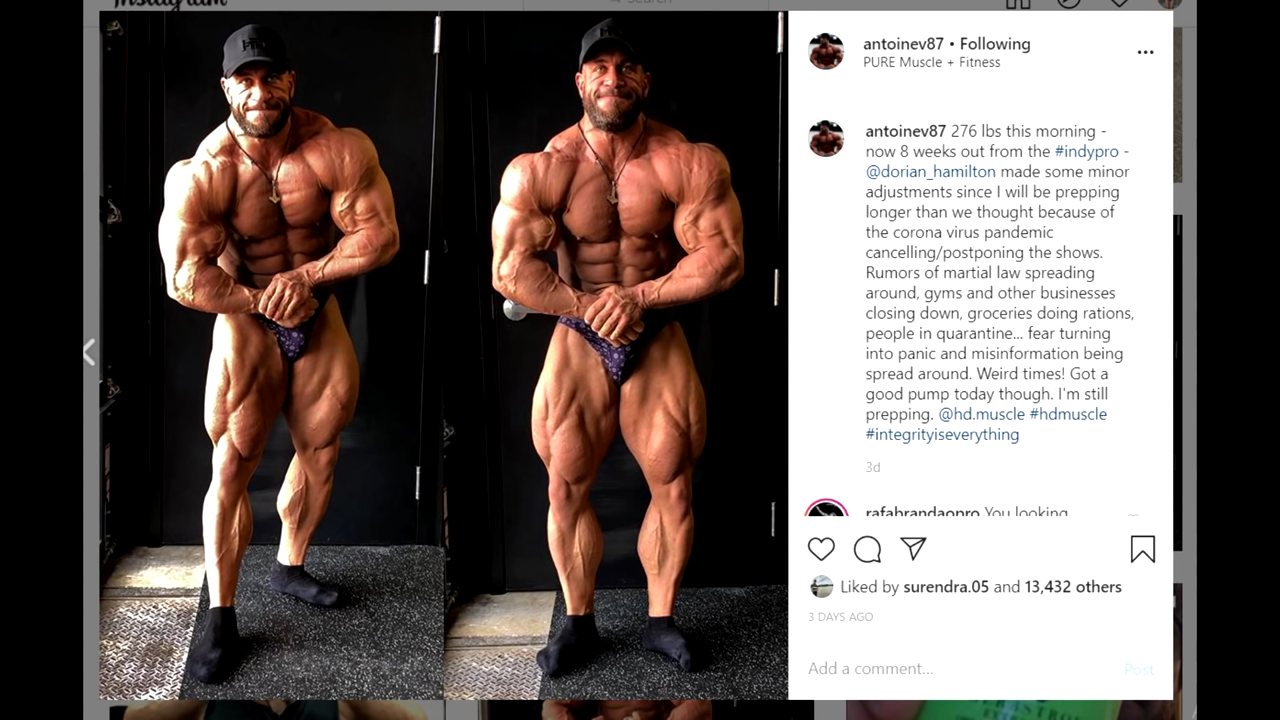 Instagram
Search
antoinev87 • Following
PURE Muscle + Fitness
antoinev87 276 lbs this morning -
now 8 weeks out from the #indypro -
@dorian_hamilton made some minor
adjustments since I will be prepping
longer than we thought because of
the corona virus pandemic
cancelling/postponing the shows.
Rumors of martial law spreading
around, gyms and other businesses
closing down, groceries doing rations,
people in quarantine... fear turning
into panic and misinformation being
spread around. Weird times! Got a
good pump today though. I'm still
prepping. @hd.muscle #hdmuscle
#integrityiseverything
3d
rafabrandaopro You looking
Liked by surendra.05 and 13,432 others
3 DAYS AGO
Add a comment...
Post